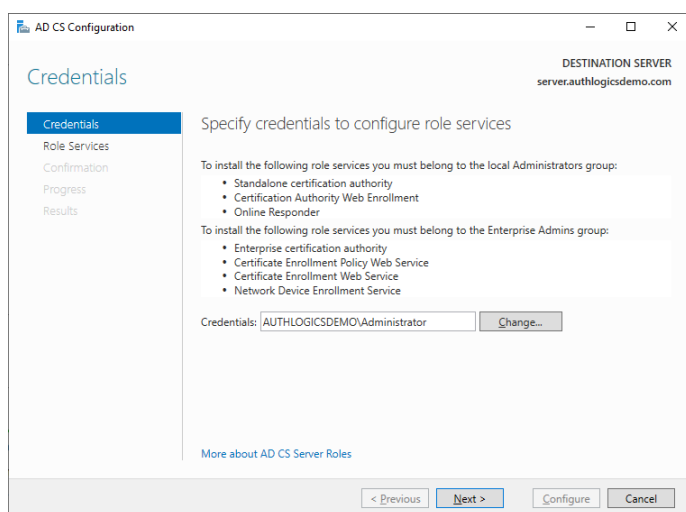 AD CS Configuration
Credentials
DESTINATION SERVER
server.authlogicsdemo.com
Credentials
Role Services
Confirmation
Progress
Results
Specify credentials to configure role services
To install the following role services you must belong to the local Administrators group:
• Standalone certification authority
• Certification Authority Web Enrollment
• Online Responder
To install the following role services you must belong to the Enterprise Admins group:
• Enterprise certification authority
• Certificate Enrollment Policy Web Service
• Certificate Enrollment Web Service
• Network Device Enrollment Service
Credentials: AUTHLOGICSDEMO\Administrator Change...
More about AD CS Server Roles
< Previous Next > Configure Cancel